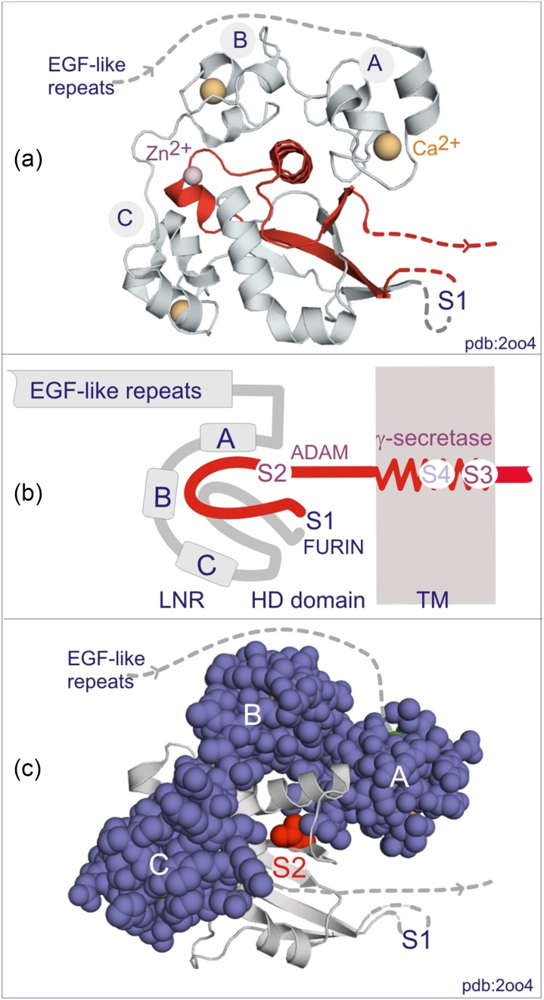 B
A
EGF-like
repeats
(a)
Zn2+
Ca2+
C
S1
pdb:2oo4
EGF-like repeats
A
γ-secretase
ADAM
S2
S4
S3
(b)
B
S1
FURIN
C
LNR
HD domain
TM
EGF-like
repeats
B
(c)
A
C
S2
S1
pdb:2oo4